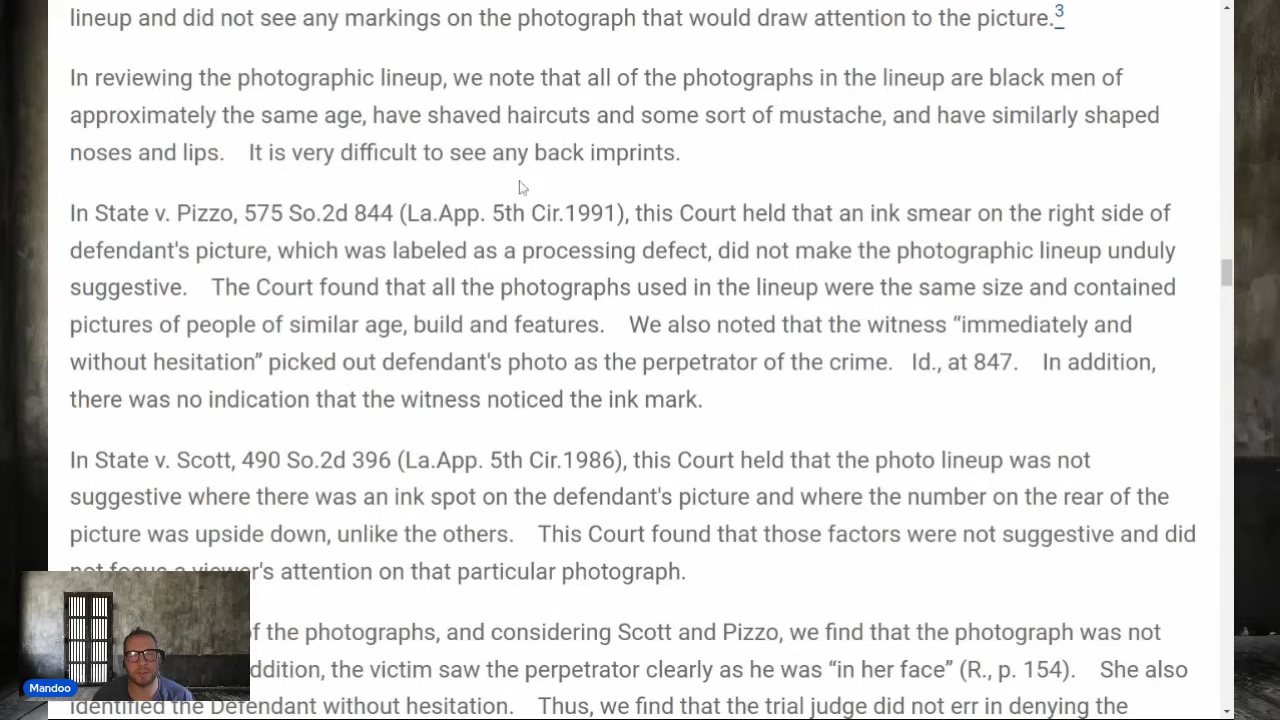 lineup and did not see any markings on the photograph that would draw attention to the picture.3
In reviewing the photographic lineup, we note that all of the photographs in the lineup are black men of
approximately the same age, have shaved haircuts and some sort of mustache, and have similarly shaped
noses and lips. It is very difficult to see any back imprints.
In State v. Pizzo, 575 So.2d 844 (La.App. 5th Cir.1991), this Court held that an ink smear on the right side of
defendant's picture, which was labeled as a processing defect, did not make the photographic lineup unduly
suggestive. The Court found that all the photographs used in the lineup were the same size and contained
pictures of people of similar age, build and features. We also noted that the witness “immediately and
without hesitation” picked out defendant's photo as the perpetrator of the crime. Id., at 847. In addition,
there was no indication that the witness noticed the ink mark.
In State v. Scott, 490 So.2d 396 (La.App. 5th Cir.1986), this Court held that the photo lineup was not
suggestive where there was an ink spot on the defendant's picture and where the number on the rear of the
picture was upside down, unlike the others. This Court found that those factors were not suggestive and did
not focus a viewer's attention on that particular photograph.
of the photographs, and considering Scott and Pizzo, we find that the photograph was not
ddition, the victim saw the perpetrator clearly as he was “in her face” (R., p. 154). She also
identified the Defendant without hesitation. Thus, we find that the trial judge did not err in denying the
Mandoo